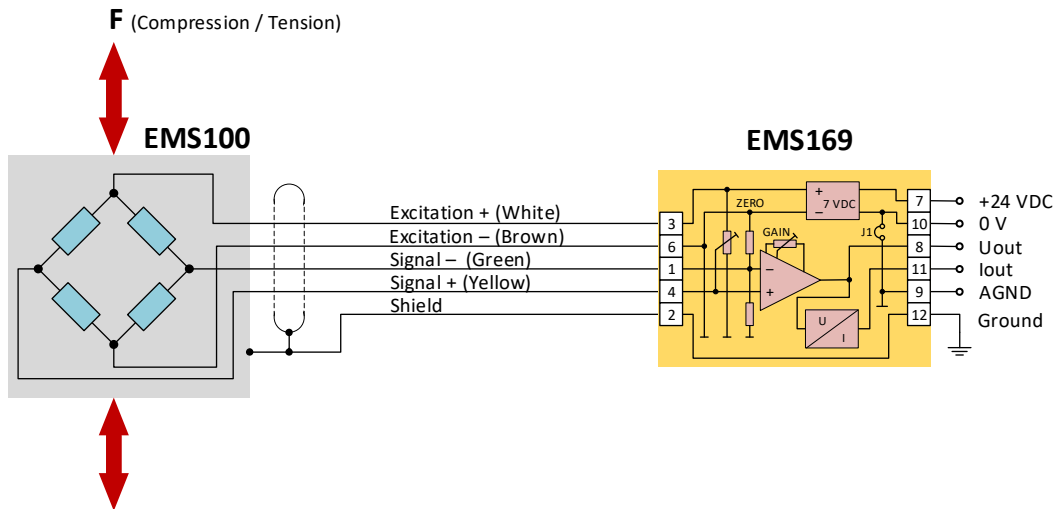 F (Compression / Tension)
EMS100
EMS169
Excitation + (White)
Excitation – (Brown)
Signal – (Green)
Signal + (Yellow)
Shield
3
6
1
4
2
ZERO
GAIN
+
7 VDC
–
J1
–
+
U
I
7
10
8
11
9
12
+24 VDC
0 V
Uout
Iout
AGND
Ground